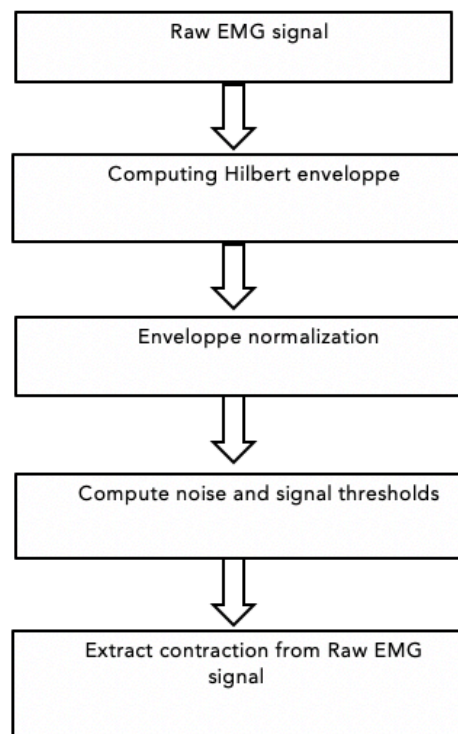 Raw EMG signal
Computing Hilbert enveloppe
Enveloppe normalization
Compute noise and signal thresholds
Extract contraction from Raw EMG
signal